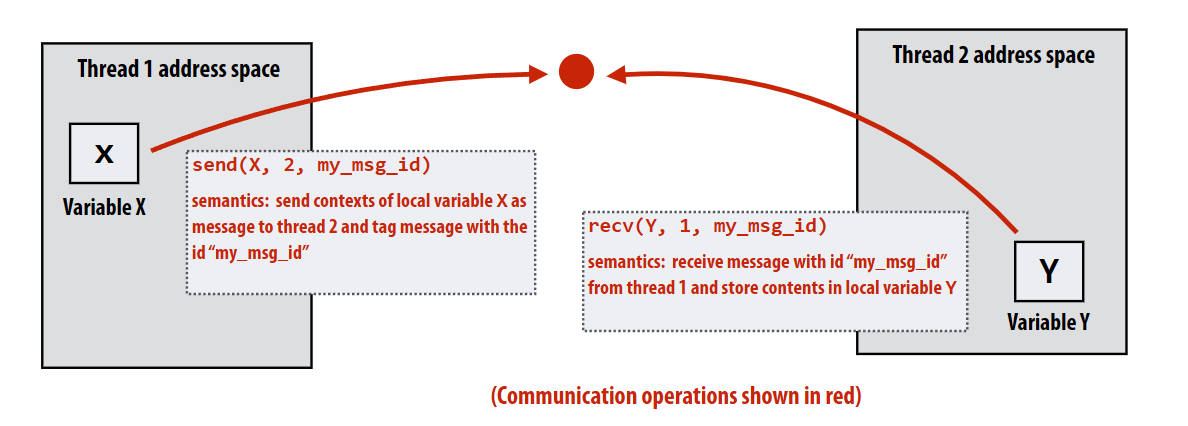 Thread 1 address space
x
Variable X
send(X, 2, my_msg_id)
semantics: send contexts of local variable X as
message to thread 2 and tag message with the
id “my_msg_id”
Thread 2 address space
recv(Y, 1, my_msg_id)
semantics: receive message with id “my_msg_id”
from thread 1 and store contents in local variable Y
Y
Variable Y
(Communication operations shown in red)